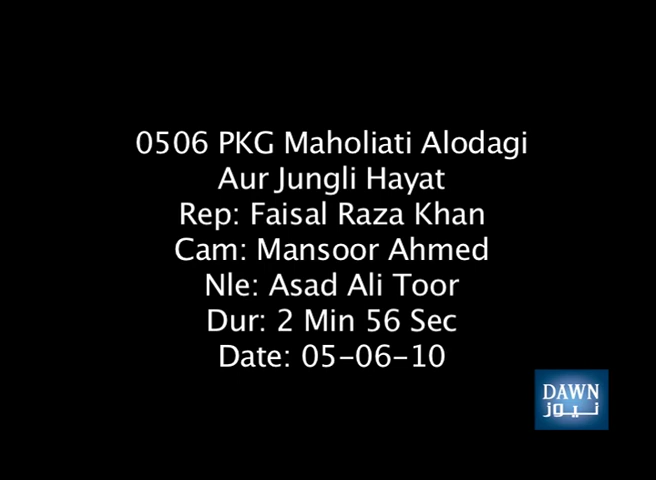 0506 PKG Maholiati Alodagi
Aur Jungli Hayat
Rep: Faisal Raza Khan
Cam: Mansoor Ahmed
Nle: Asad Ali Toor
Dur: 2 Min 56 Sec
Date: 05-06-10
DAWN
نیوز